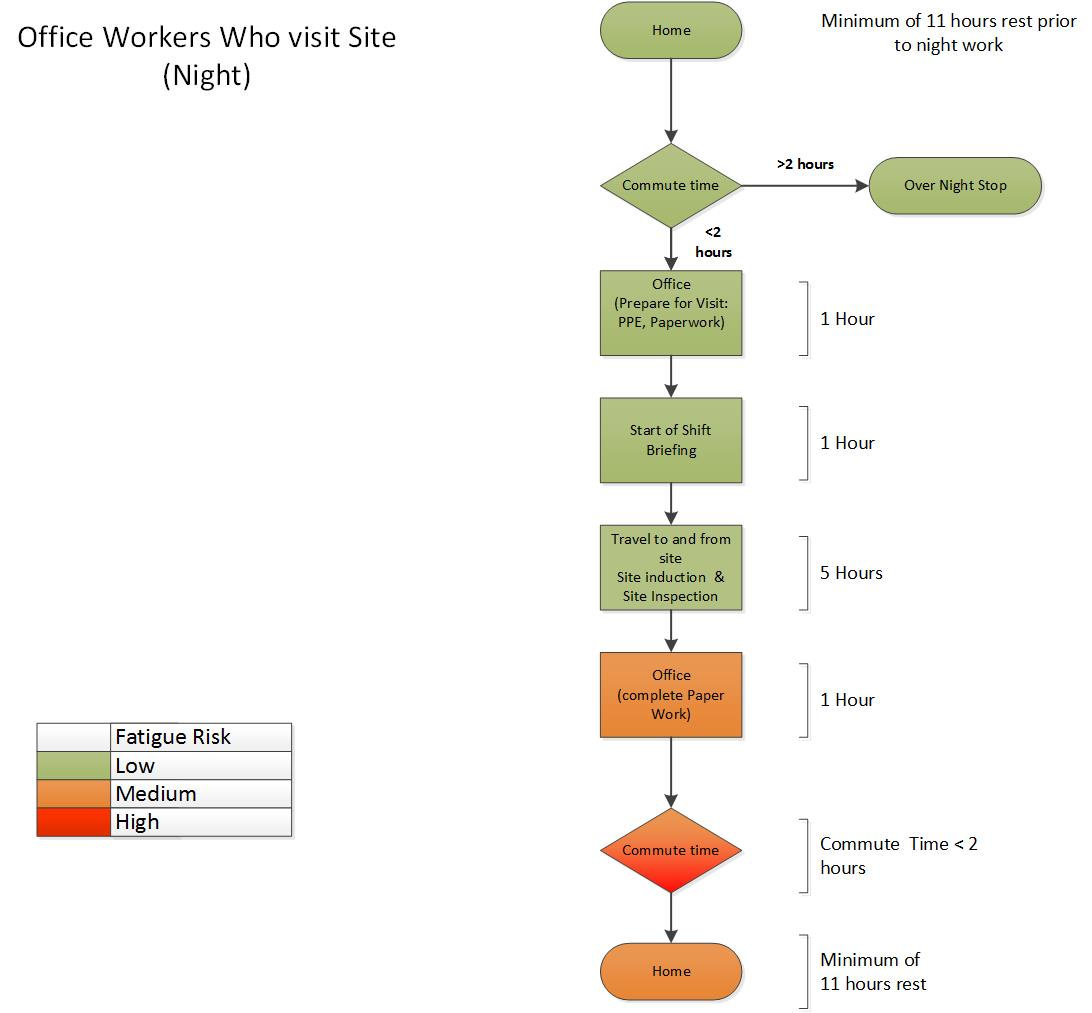 Office Workers Who visit Site
(Night)
Home
Minimum of 11 hours rest prior
to night work
Commute time
>2 hours
Over Night Stop
<2
hours
Office
(Prepare for Visit:
PPE, Paperwork)
1 Hour
Start of Shift
Briefing
1 Hour
Travel to and from
site
Site induction &
Site Inspection
5 Hours
Office
(complete Paper
Work)
1 Hour
Fatigue Risk
Low
Medium
High
Commute time
Commute Time < 2
hours
Home
Minimum of
11 hours rest